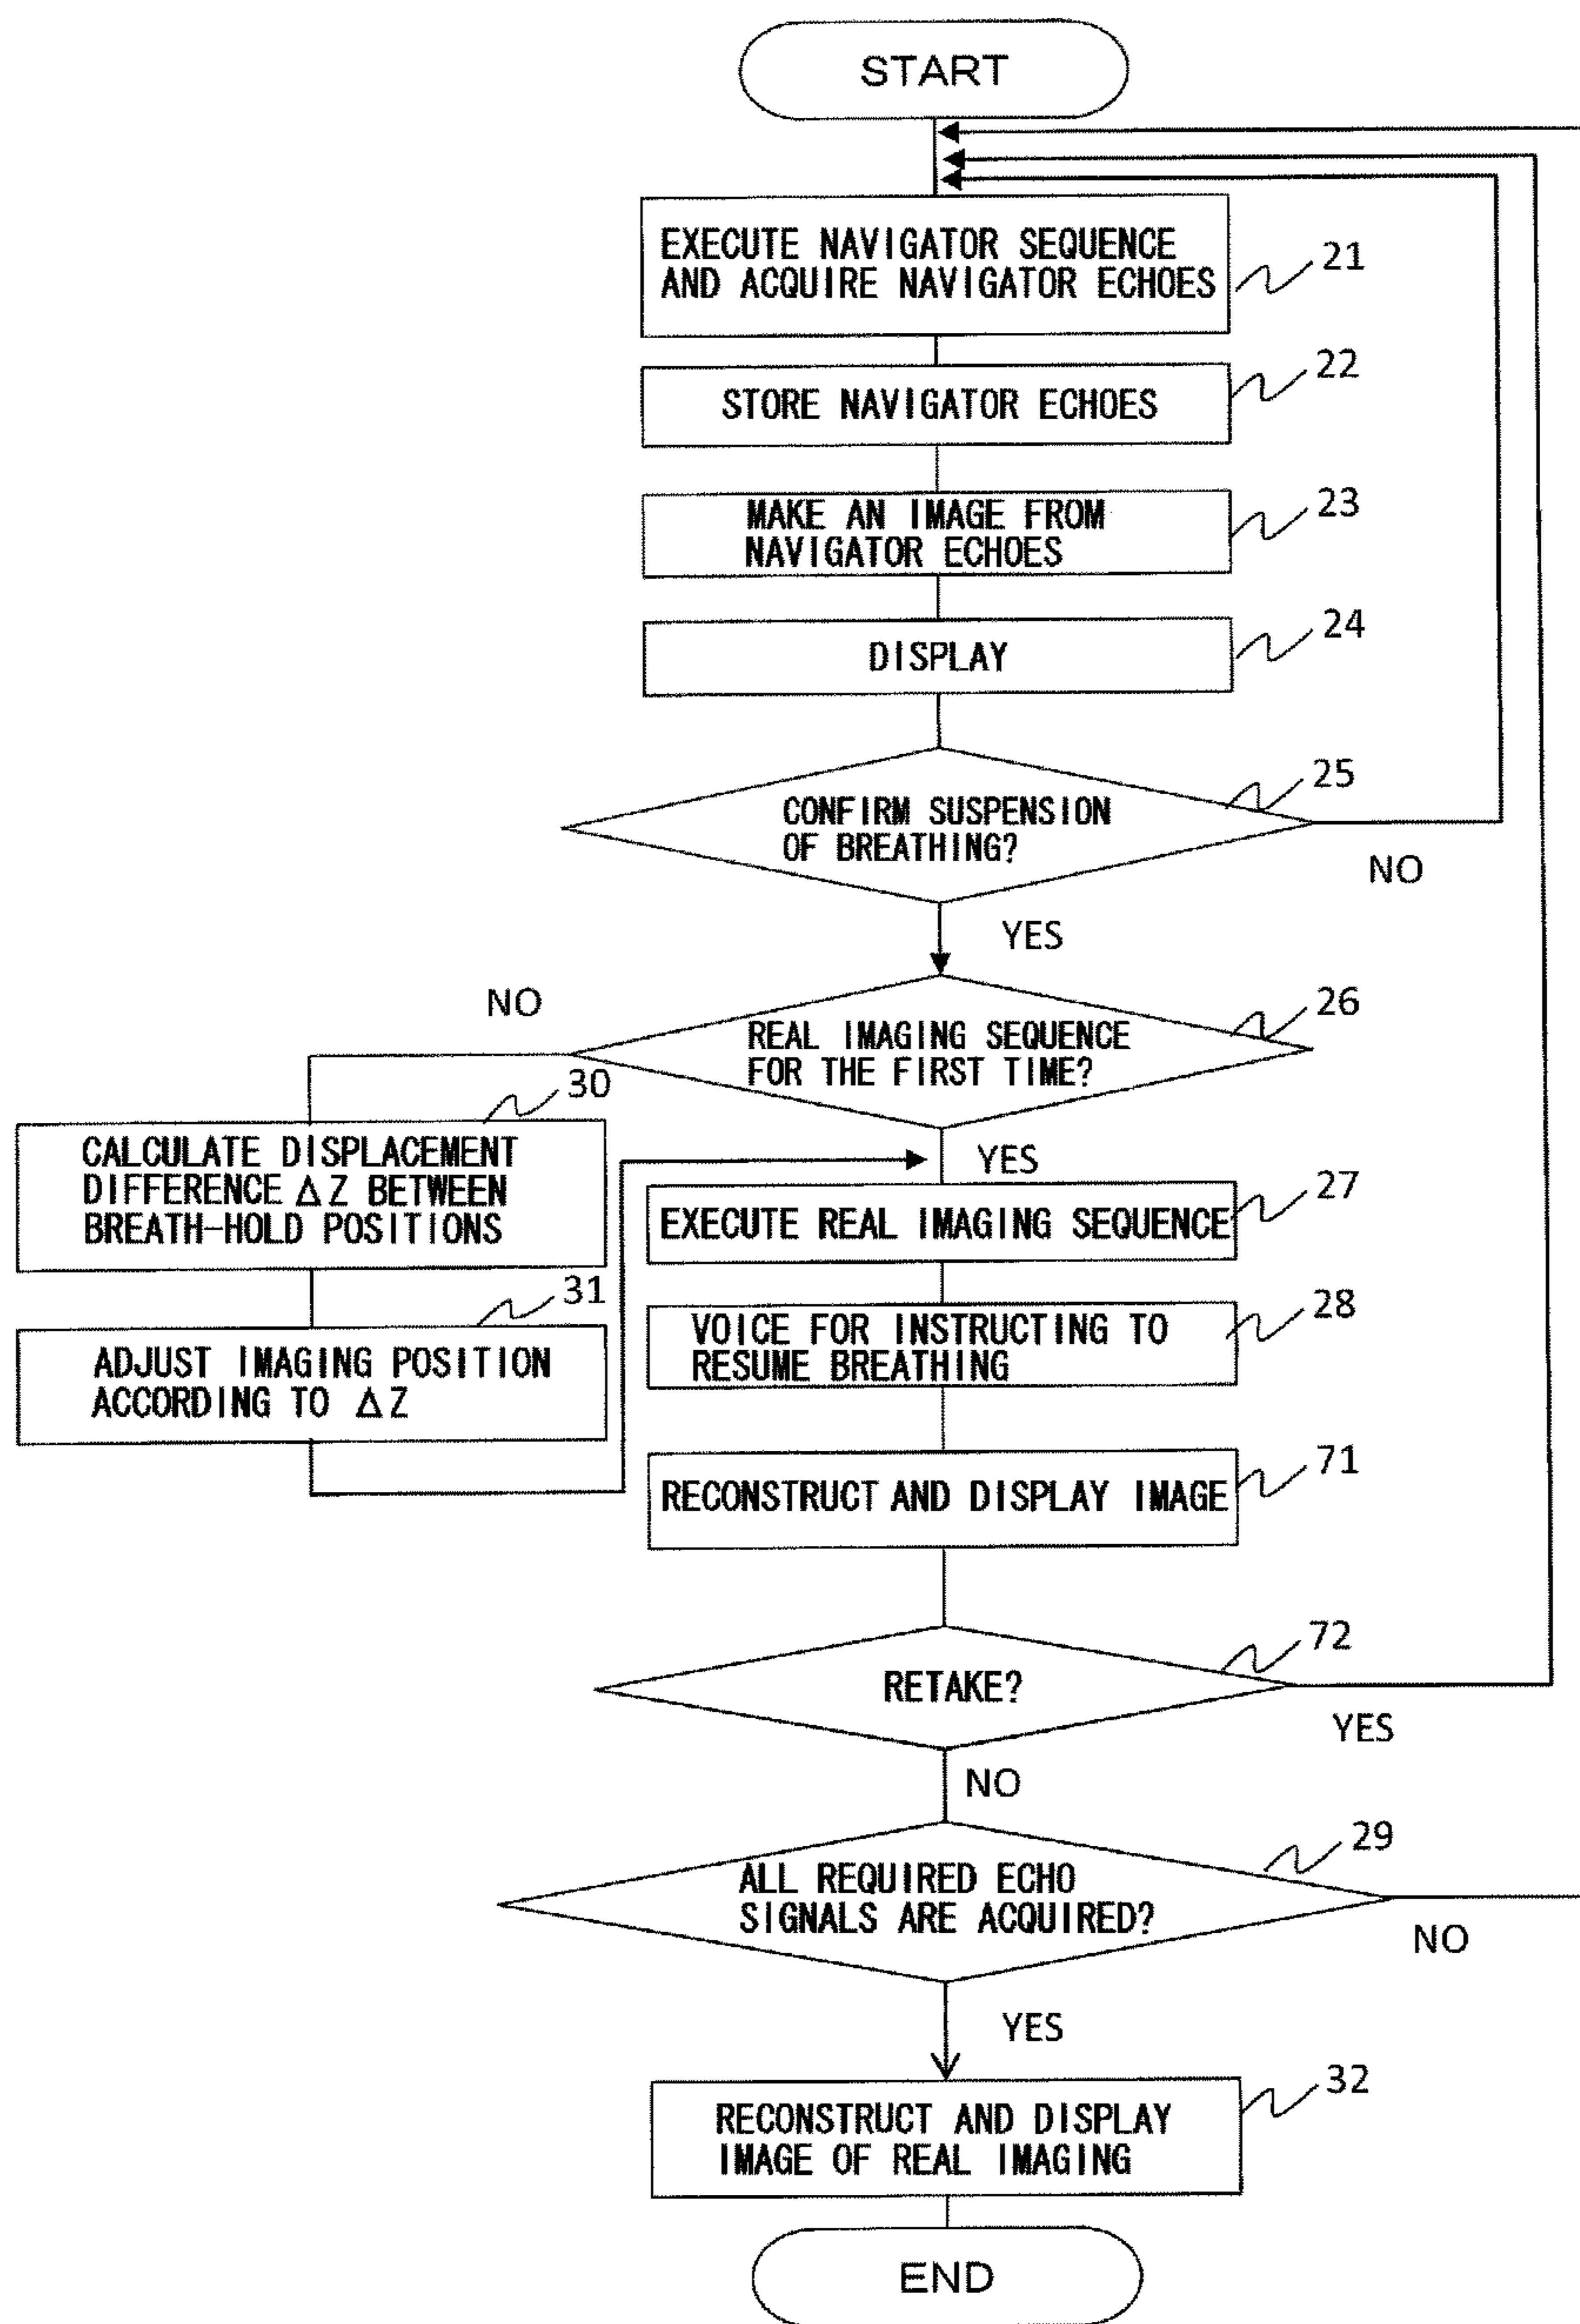 START
EXECUTE NAVIGATOR SEQUENCE
AND ACQUIRE NAVIGATOR ECHOES
21
STORE NAVIGATOR ECHOES
22
MAKE AN IMAGE FROM
NAVIGATOR ECHOES
23
DISPLAY
24
CONFIRM SUSPENSION
OF BREATHING?
25
NO
YES
REAL IMAGING SEQUENCE
FOR THE FIRST TIME?
26
NO
30
CALCULATE DISPLACEMENT
DIFFERENCE ΔZ BETWEEN
BREATH-HOLD POSITIONS
31
ADJUST IMAGING POSITION
ACCORDING TO ΔZ
YES
EXECUTE REAL IMAGING SEQUENCE
27
VOICE FOR INSTRUCTING TO
RESUME BREATHING
28
RECONSTRUCT AND DISPLAY IMAGE
71
RETAKE?
72
YES
NO
ALL REQUIRED ECHO
SIGNALS ARE ACQUIRED?
29
NO
YES
RECONSTRUCT AND DISPLAY
IMAGE OF REAL IMAGING
32
END